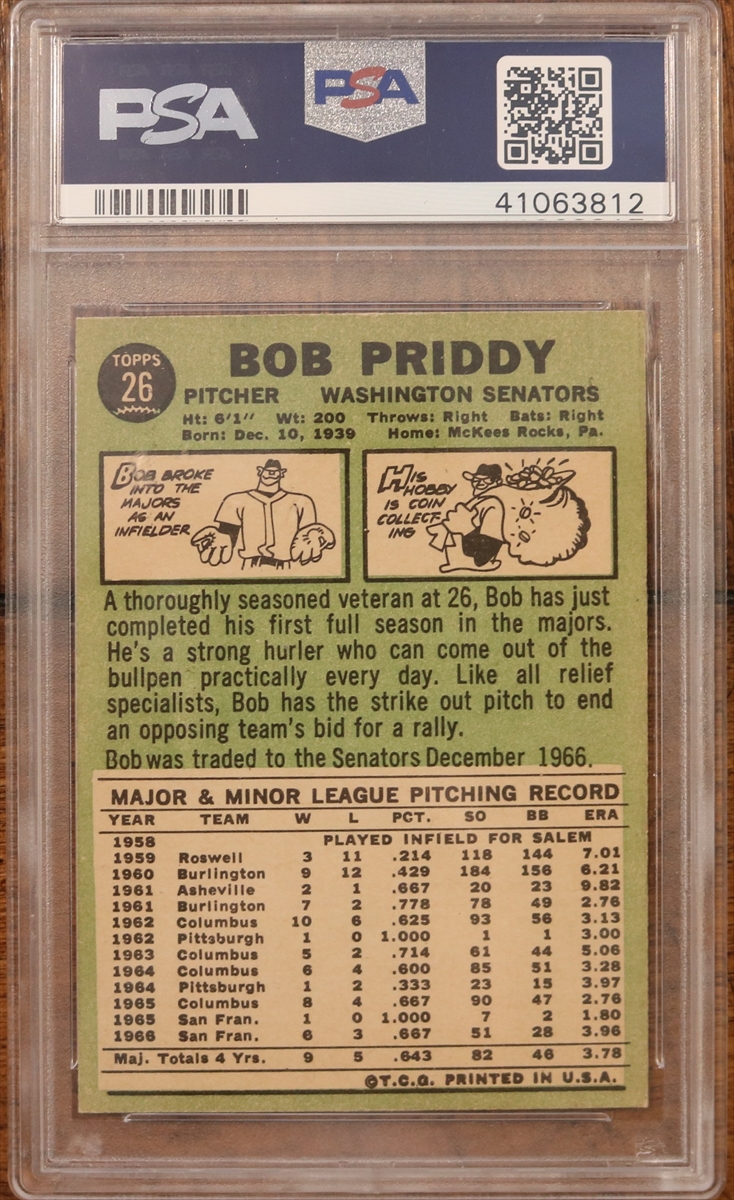 PSA
PSA
41063812
TOPPS
26
BOB PRIDDY
PITCHER WASHINGTON SENATORS
Ht: 6'1" Wt: 200 Throws: Right Bats: Right
Born: Dec. 10, 1939 Home: McKees Rocks, Pa.
BOB BROKE
INTO THE
MAJORS
AS AN
INFIELDER
HIS
HOBBY
IS COIN
COLLECT-
ING
A thoroughly seasoned veteran at 26, Bob has just
completed his first full season in the majors.
He's a strong hurler who can come out of the
bullpen practically every day. Like all relief
specialists, Bob has the strike out pitch to end
an opposing team's bid for a rally.
Bob was traded to the Senators December 1966.
MAJOR & MINOR LEAGUE PITCHING RECORD
YEAR TEAM W L PCT. SO BB ERA
1958 PLAYED INFIELD FOR SALEM
1959 Roswell 3 11 .214 118 144 7.01
1960 Burlington 9 12 .429 184 156 6.21
1961 Asheville 2 1 .667 20 23 9.82
1961 Burlington 7 2 .778 78 49 2.76
1962 Columbus 10 6 .625 93 56 3.13
1962 Pittsburgh 1 0 1.000 1 1 3.00
1963 Columbus 5 2 .714 61 44 5.06
1964 Columbus 6 4 .600 85 51 3.28
1964 Pittsburgh 1 2 .333 23 15 3.97
1965 Columbus 8 4 .667 90 47 2.76
1965 San Fran. 1 0 1.000 7 2 1.80
1966 San Fran. 6 3 .667 51 28 3.96
Maj. Totals 4 Yrs. 9 5 .643 82 46 3.78
©T.C.G. PRINTED IN U.S.A.